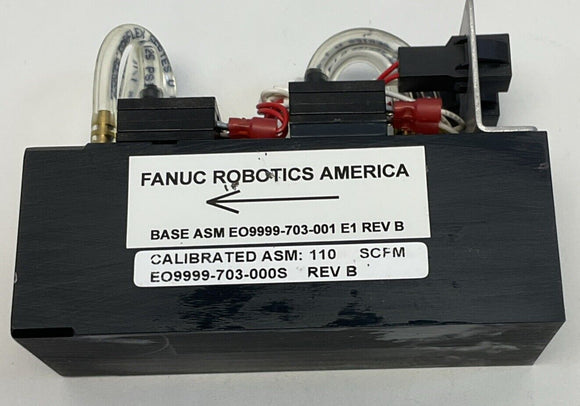 FANUC ROBOTICS AMERICA
BASE ASM EO9999-703-001 E1 REV B
CALIBRATED ASM: 110 SCFM
EO9999-703-000S REV B